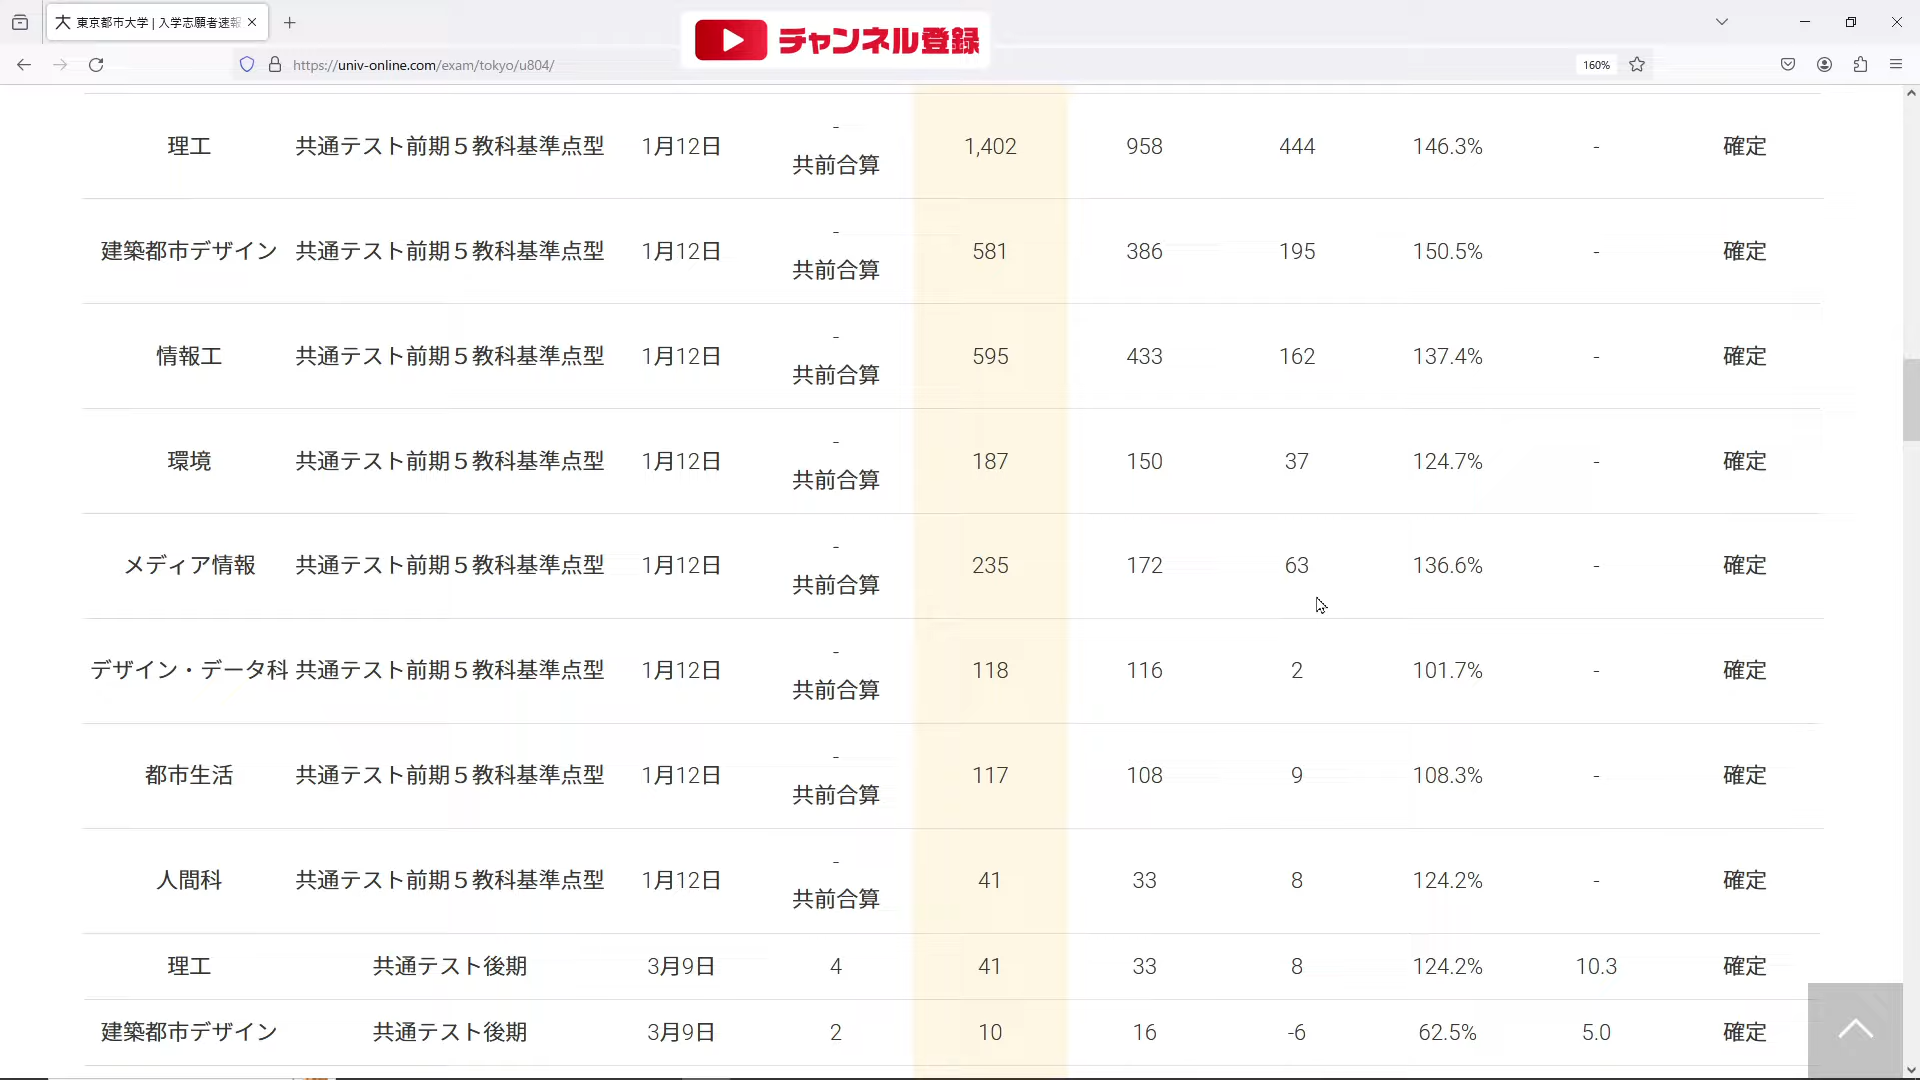 東京都市大学 | 入学志願者速報
チャンネル登録
https://univ-online.com/exam/tokyo/u804/
160%
理工 共通テスト前期５教科基準点型 1月12日 - 共前合算 1,402 958 444 146.3% - 確定
建築都市デザイン 共通テスト前期５教科基準点型 1月12日 - 共前合算 581 386 195 150.5% - 確定
情報工 共通テスト前期５教科基準点型 1月12日 - 共前合算 595 433 162 137.4% - 確定
環境 共通テスト前期５教科基準点型 1月12日 - 共前合算 187 150 37 124.7% - 確定
メディア情報 共通テスト前期５教科基準点型 1月12日 - 共前合算 235 172 63 136.6% - 確定
デザイン・データ科 共通テスト前期５教科基準点型 1月12日 - 共前合算 118 116 2 101.7% - 確定
都市生活 共通テスト前期５教科基準点型 1月12日 - 共前合算 117 108 9 108.3% - 確定
人間科 共通テスト前期５教科基準点型 1月12日 - 共前合算 41 33 8 124.2% - 確定
理工 共通テスト後期 3月9日 4 41 33 8 124.2% 10.3 確定
建築都市デザイン 共通テスト後期 3月9日 2 10 16 -6 62.5% 5.0 確定